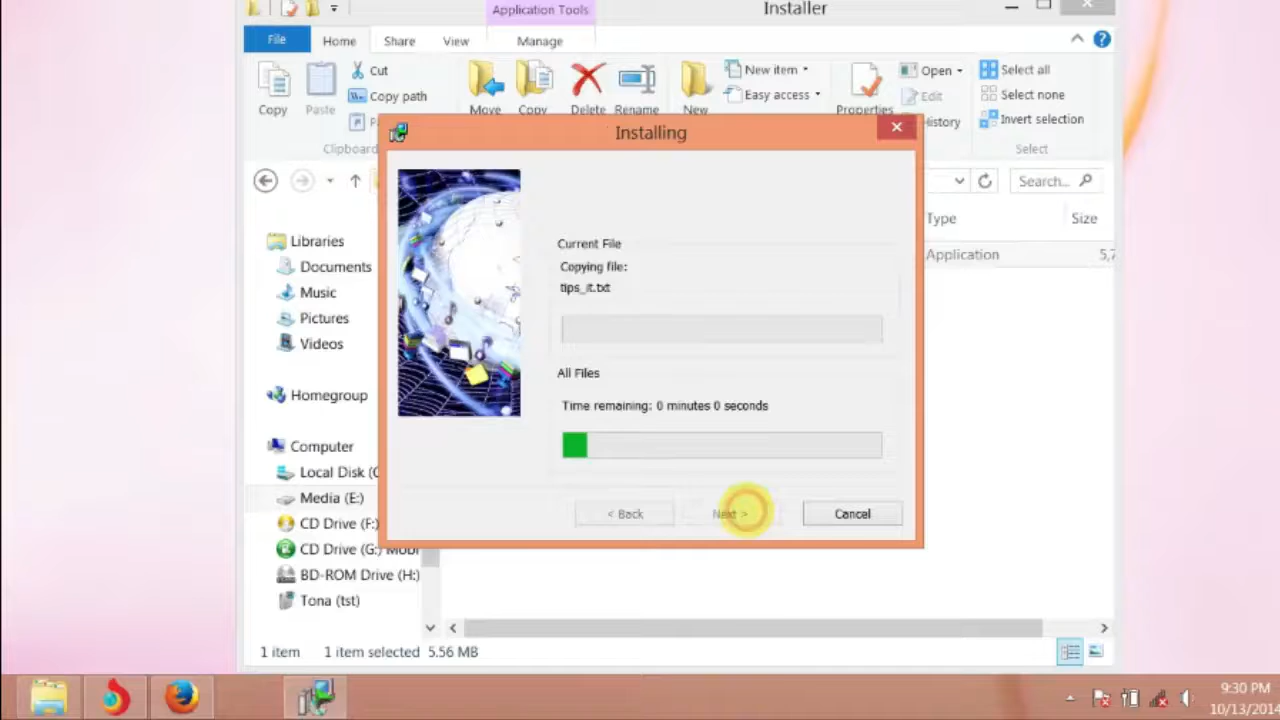 Application Tools
Installer
File
Home
Share
View
Manage
Copy
Paste
Cut
Copy path
Clipboard
Move
Copy
Delete
Rename
New
New item
Easy access
Properties
Open
Edit
History
Select all
Select none
Invert selection
Select
Search...
Type
Size
Application
5,7
Libraries
Documents
Music
Pictures
Videos
Homegroup
Computer
Local Disk (C
Media (E:)
CD Drive (F:)
CD Drive (G:) Mobi
BD-ROM Drive (H:)
Tona (tst)
Installing
Current File
Copying file:
tips_it.txt
All Files
Time remaining: 0 minutes 0 seconds
< Back
Next >
Cancel
1 item
1 item selected 5.56 MB
9:30 PM
10/13/2014